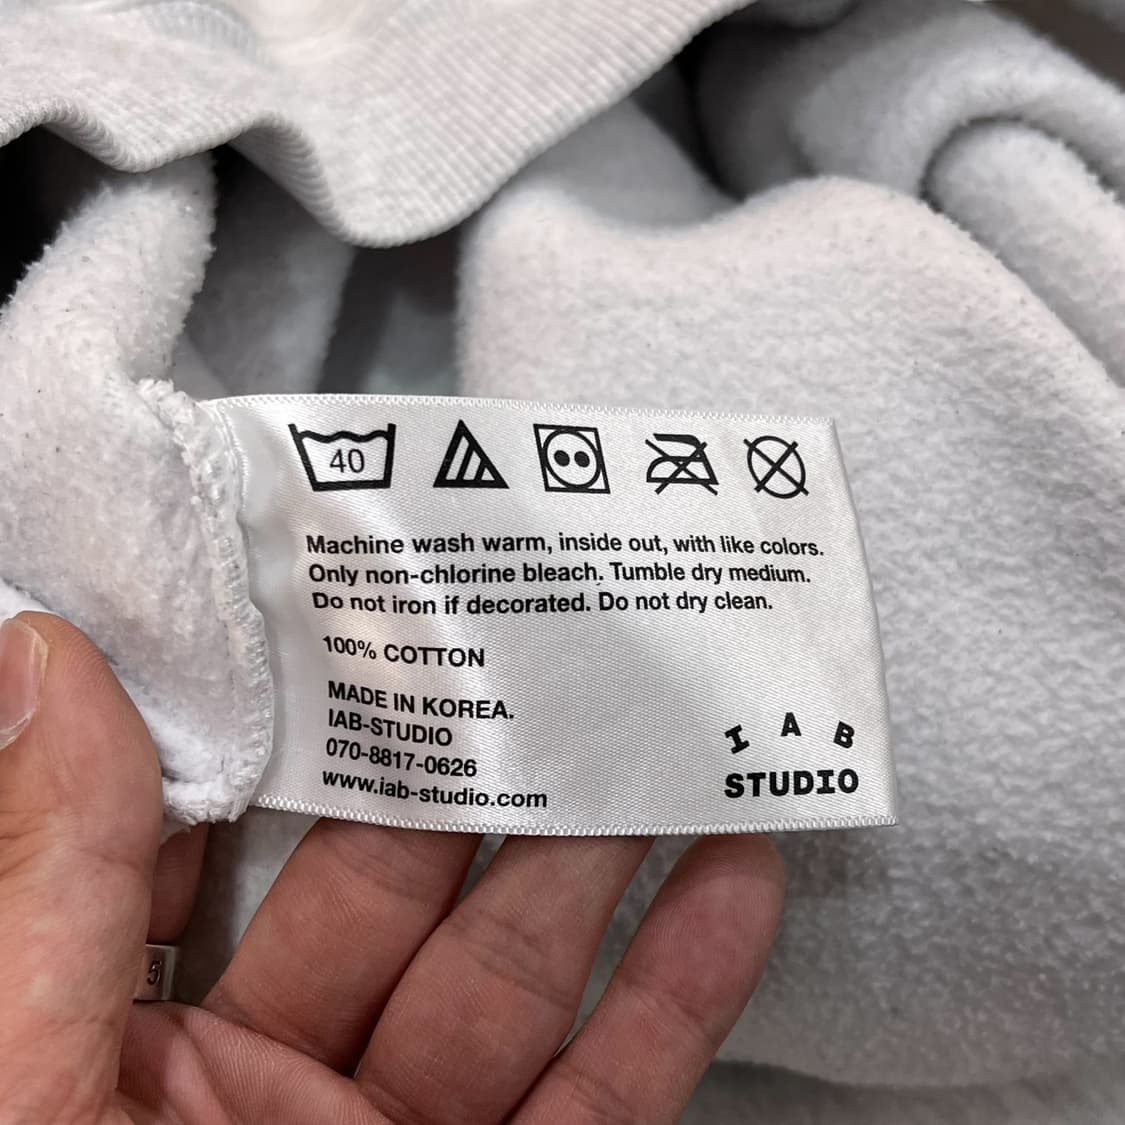 40
Machine wash warm, inside out, with like colors.
Only non-chlorine bleach. Tumble dry medium.
Do not iron if decorated. Do not dry clean.
100% COTTON
MADE IN KOREA.
IAB-STUDIO
070-8817-0626
www.iab-studio.com
I A B
STUDIO
5